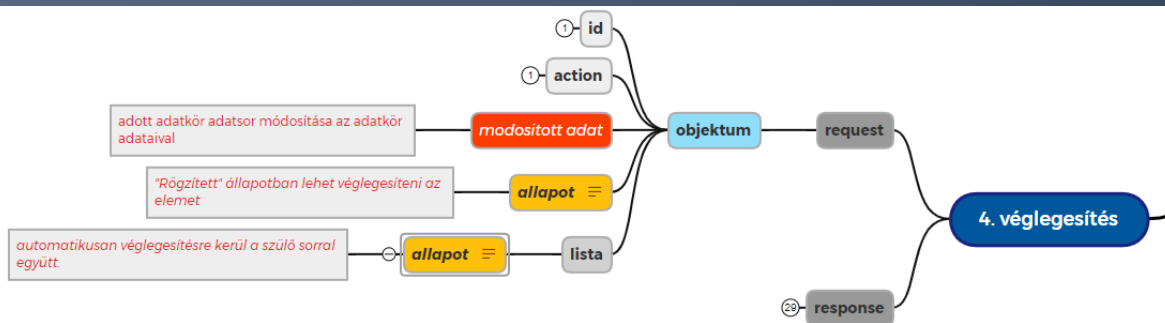 1
id
1
action
adott adatkör adatsor módosítása az adatkör
adataival
modositott adat
objektum
request
"Rögzített" állapotban lehet véglegesíteni az
elemet
allapot
4. véglegesítés
automatikusan véglegesítésre kerül a szülő sorral
együtt.
allapot
lista
29
response